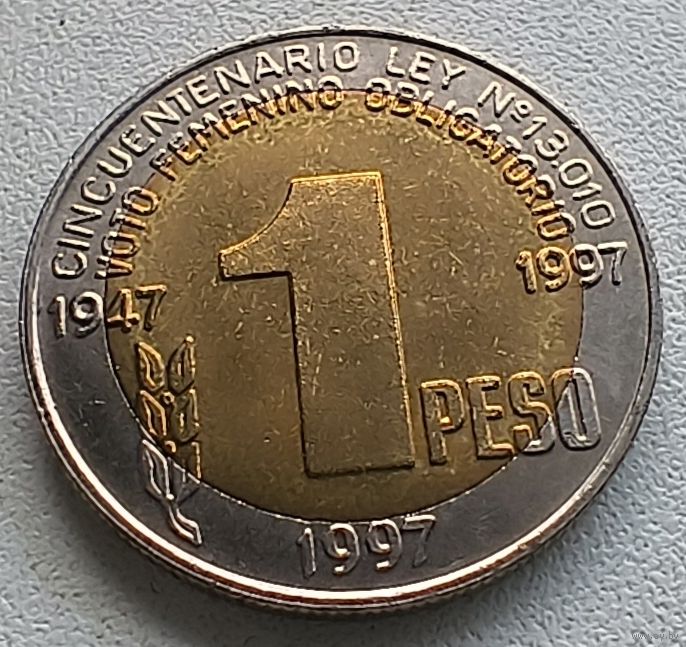 CINCUENTENARIO LEY Nº13.010
VOTO FEMENINO OBLIGATORIO
1947 1997
1
PESO
1997